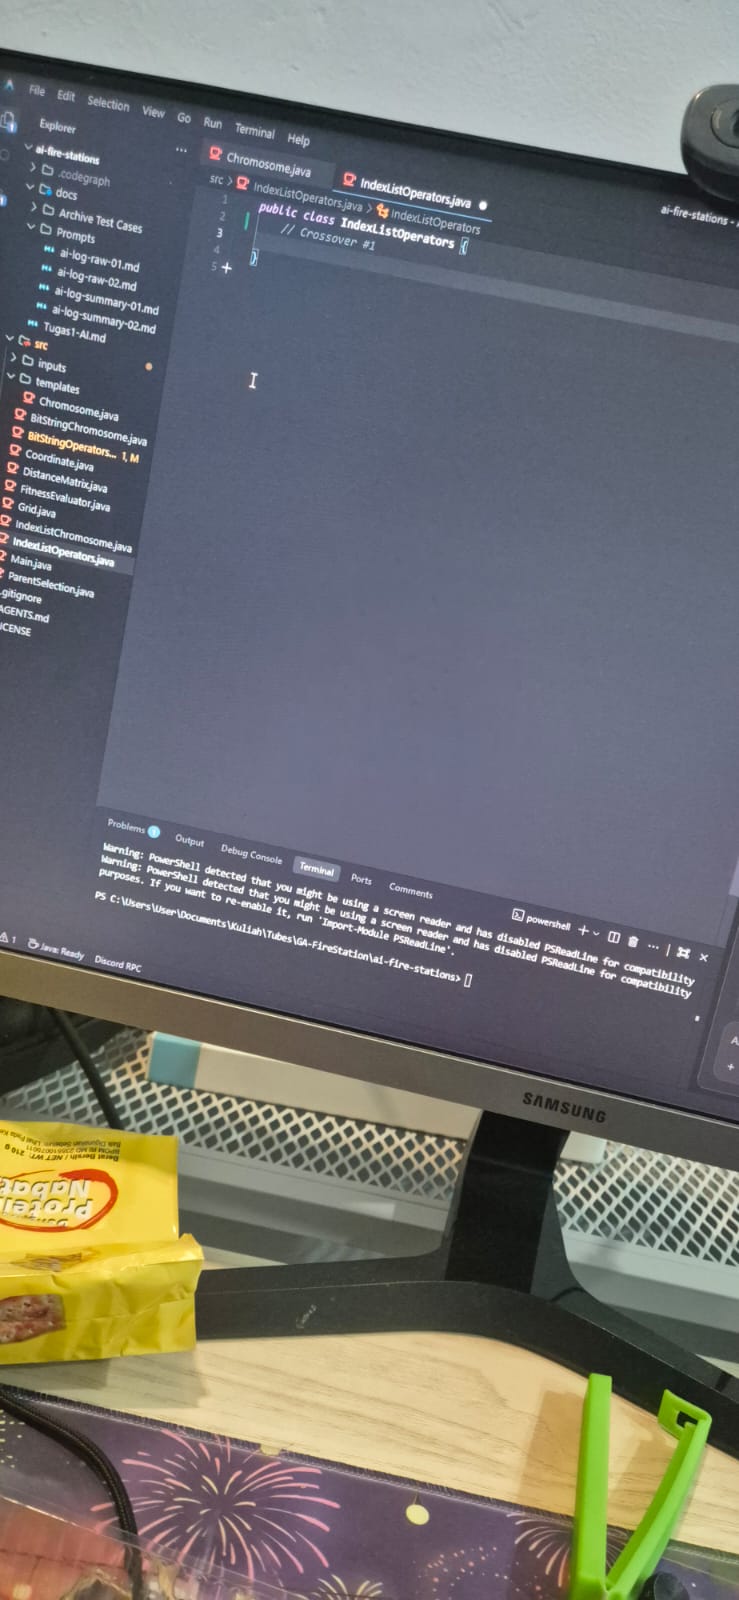 File Edit Selection View Go Run Terminal Help
Explorer
ai-fire-stations
.codegraph
docs
Archive Test Cases
Prompts
ai-log-raw-01.md
ai-log-raw-02.md
ai-log-summary-01.md
ai-log-summary-02.md
Tugas1-AI.md
src
inputs
templates
Chromosome.java
BitStringChromosome.java
BitStringOperators... 1, M
Coordinate.java
DistanceMatrix.java
FitnessEvaluator.java
Grid.java
IndexListChromosome.java
IndexListOperators.java
Main.java
ParentSelection.java
.gitignore
AGENTS.md
ICENSE
Chromosome.java
IndexListOperators.java
ai-fire-stations -
src > IndexListOperators.java > IndexListOperators
1 public class IndexListOperators {
2 // Crossover #1
3
4 }
5
Problems 1 Output Debug Console Terminal Ports Comments
powershell
Warning: PowerShell detected that you might be using a screen reader and has disabled PSReadLine for compatibility
Warning: PowerShell detected that you might be using a screen reader and has disabled PSReadLine for compatibility
purposes. If you want to re-enable it, run 'Import-Module PSReadLine'.
PS C:\Users\User\Documents\Kuliah\Tubes\GA-FireStation\ai-fire-stations>
1 Java: Ready Discord RPC
SAMSUNG
Berat Bersih / NETWT: 210 g
Protein
Nabat